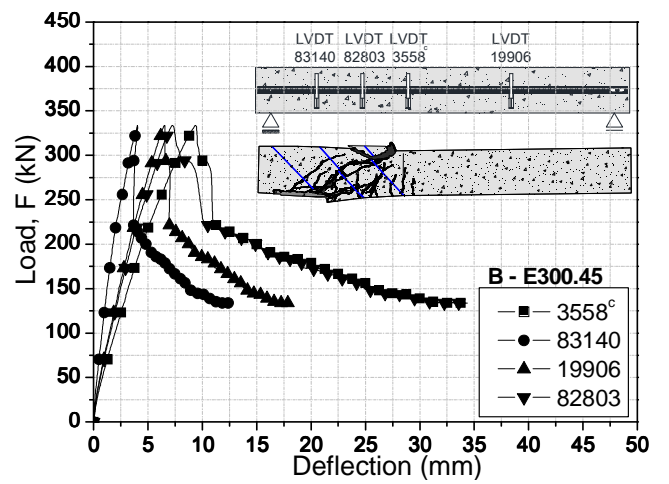 450
400
350
300
250
200
150
100
50
0
Load, F (kN)
LVDT LVDT LVDT LVDT
83140 82803 3558ᶜ 19906
B - E300.45
3558ᶜ
83140
19906
82803
0 5 10 15 20 25 30 35 40 45 50
Deflection (mm)